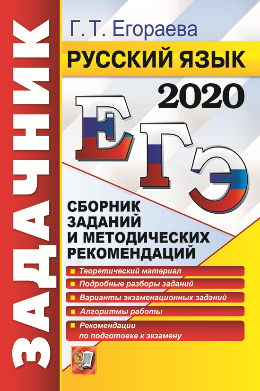 Г. Т. Егораева
РУССКИЙ ЯЗЫК
2020
ЕГЭ
ЗАДАЧНИК
СБОРНИК
ЗАДАНИЙ
И МЕТОДИЧЕСКИХ
РЕКОМЕНДАЦИЙ
Теоретический материал
Подробные разборы заданий
Варианты экзаменационных заданий
Алгоритмы работы
Рекомендации
по подготовке к экзамену